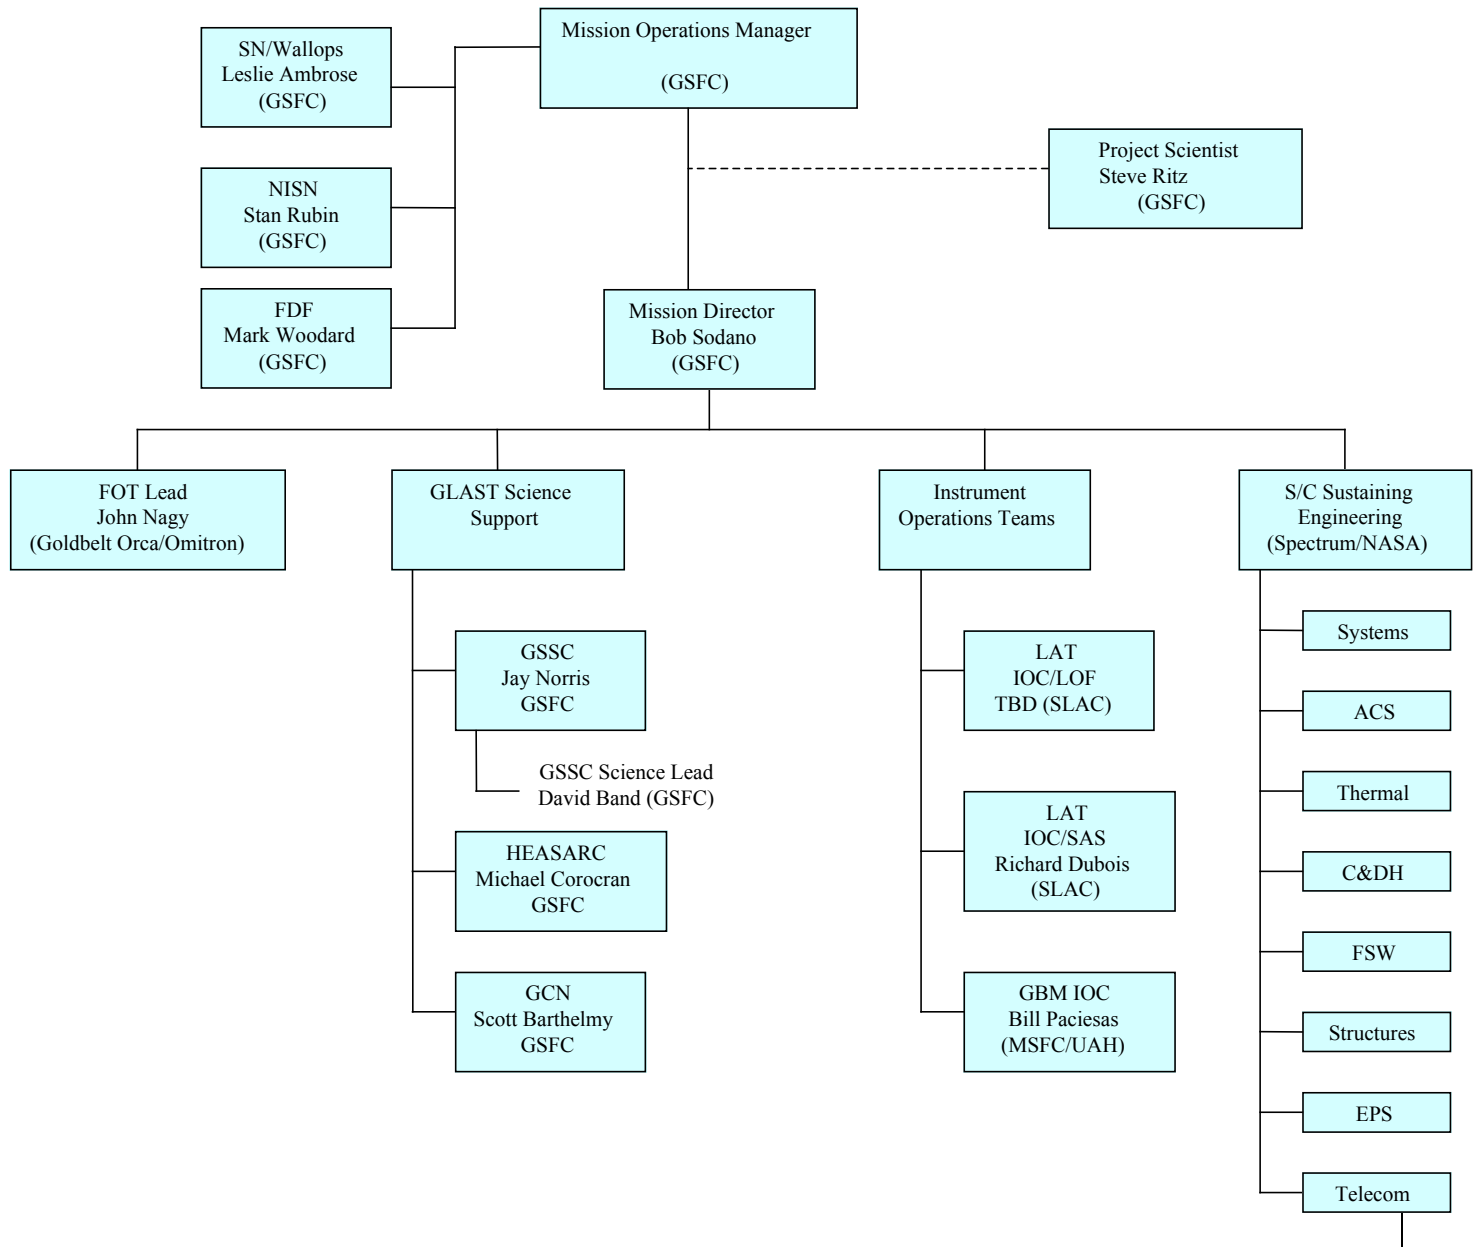 Mission Operations Manager
(GSFC)
SN/Wallops
Leslie Ambrose
(GSFC)
NISN
Stan Rubin
(GSFC)
FDF
Mark Woodard
(GSFC)
Project Scientist
Steve Ritz
(GSFC)
Mission Director
Bob Sodano
(GSFC)
FOT Lead
John Nagy
(Goldbelt Orca/Omitron)
GLAST Science
Support
GSSC
Jay Norris
GSFC
GSSC Science Lead
David Band (GSFC)
HEASARC
Michael Corocran
GSFC
GCN
Scott Barthelmy
GSFC
Instrument
Operations Teams
LAT
IOC/LOF
TBD (SLAC)
LAT
IOC/SAS
Richard Dubois
(SLAC)
GBM IOC
Bill Paciesas
(MSFC/UAH)
S/C Sustaining
Engineering
(Spectrum/NASA)
Systems
ACS
Thermal
C&DH
FSW
Structures
EPS
Telecom